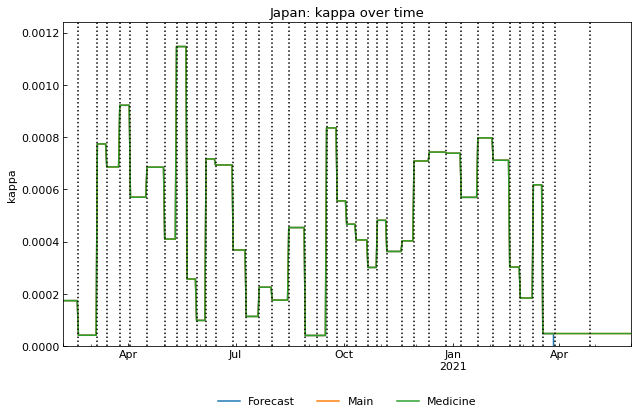 Japan: kappa over time
0.0012
0.0010
0.0008
0.0006
0.0004
0.0002
0.0000
kappa
Apr Jul Oct Jan Apr
2021
Forecast Main Medicine